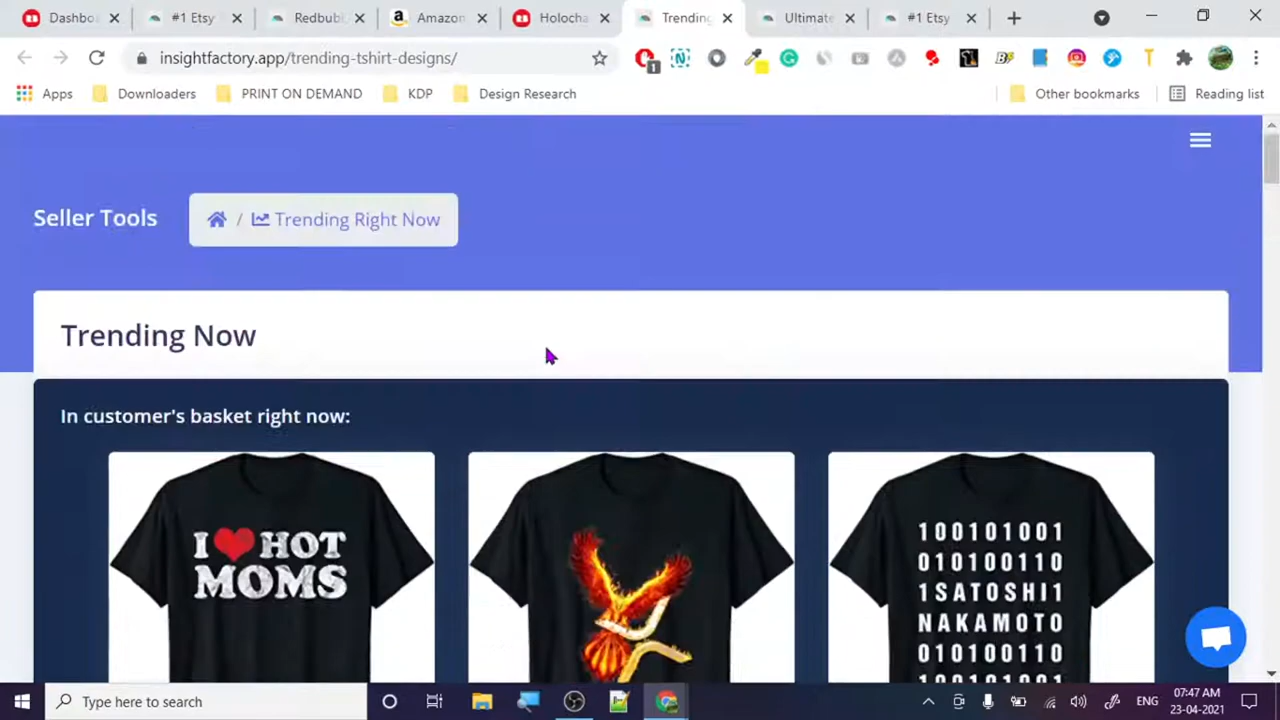 Dashbo
#1 Etsy
Redbubl
Amazon
Holocha
Trending
Ultimate
#1 Etsy
insightfactory.app/trending-tshirt-designs/
1
Apps
Downloaders
PRINT ON DEMAND
KDP
Design Research
Other bookmarks
Reading list
Seller Tools
/ Trending Right Now
Trending Now
In customer's basket right now:
I HOT
MOMS
100101001
010100110
1SATOSHI1
NAKAMOTO
010100110
Type here to search
ENG
07:47 AM
23-04-2021